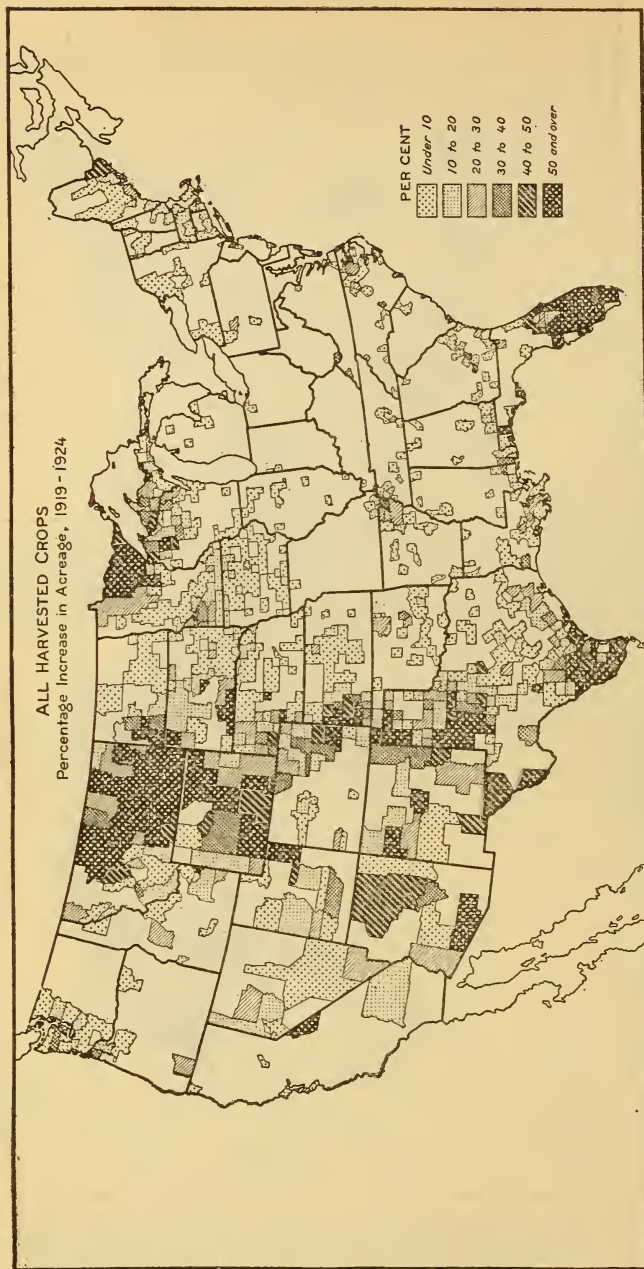 ALL HARVESTED CROPS
Percentage Increase in Acreage, 1919-1924
PER CENT
Under 10
10 to 20
20 to 30
30 to 40
40 to 50
50 and over